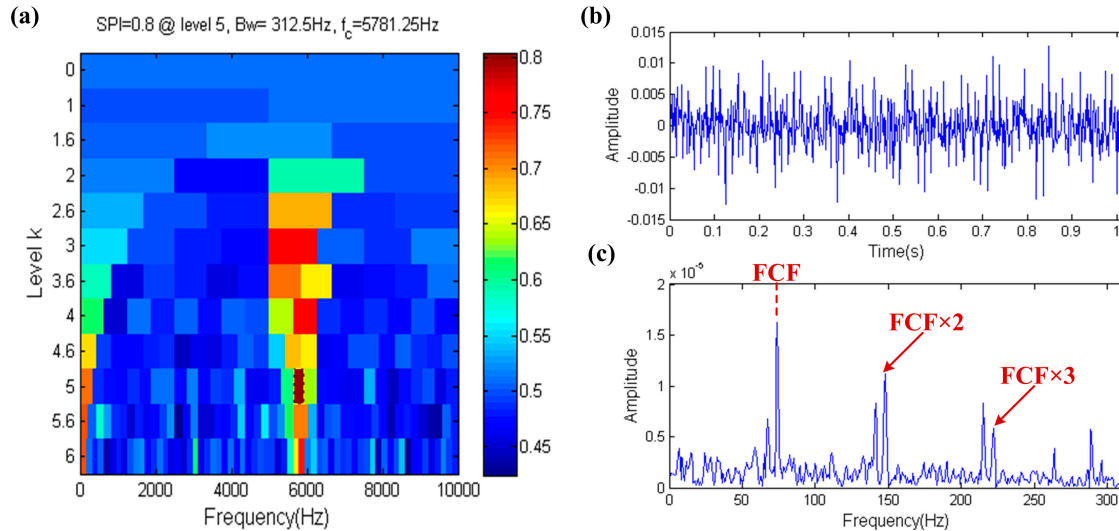 (a)
SPI=0.8 @ level 5, Bw= 312.5Hz, f_c=5781.25Hz
Level k
0
1
1.6
2
2.6
3
3.6
4
4.6
5
5.6
6
0 2000 4000 6000 8000 10000
Frequency(Hz)
0.8
0.75
0.7
0.65
0.6
0.55
0.5
0.45
(b)
Amplitude
0.015
0.01
0.005
0
-0.005
-0.01
-0.015
0 0.1 0.2 0.3 0.4 0.5 0.6 0.7 0.8 0.9 1
Time(s)
(c)
× 10⁻⁵
Amplitude
2
1.5
1
0.5
0
FCF
FCF×2
FCF×3
0 50 100 150 200 250 300
Frequency(Hz)